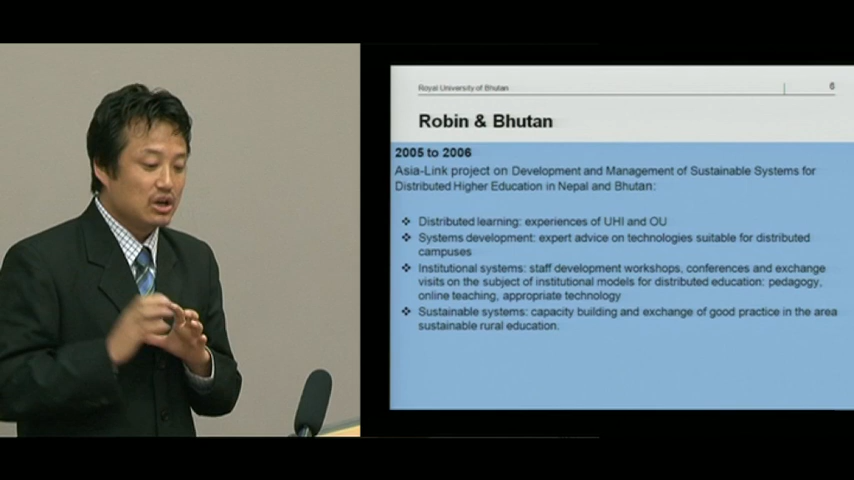 Royal University of Bhutan
6
Robin & Bhutan
2005 to 2006
Asia-Link project on Development and Management of Sustainable Systems for
Distributed Higher Education in Nepal and Bhutan:
❖ Distributed learning: experiences of UHI and OU
❖ Systems development: expert advice on technologies suitable for distributed
campuses
❖ Institutional systems: staff development workshops, conferences and exchange
visits on the subject of institutional models for distributed education: pedagogy,
online teaching, appropriate technology
❖ Sustainable systems: capacity building and exchange of good practice in the area
sustainable rural education.